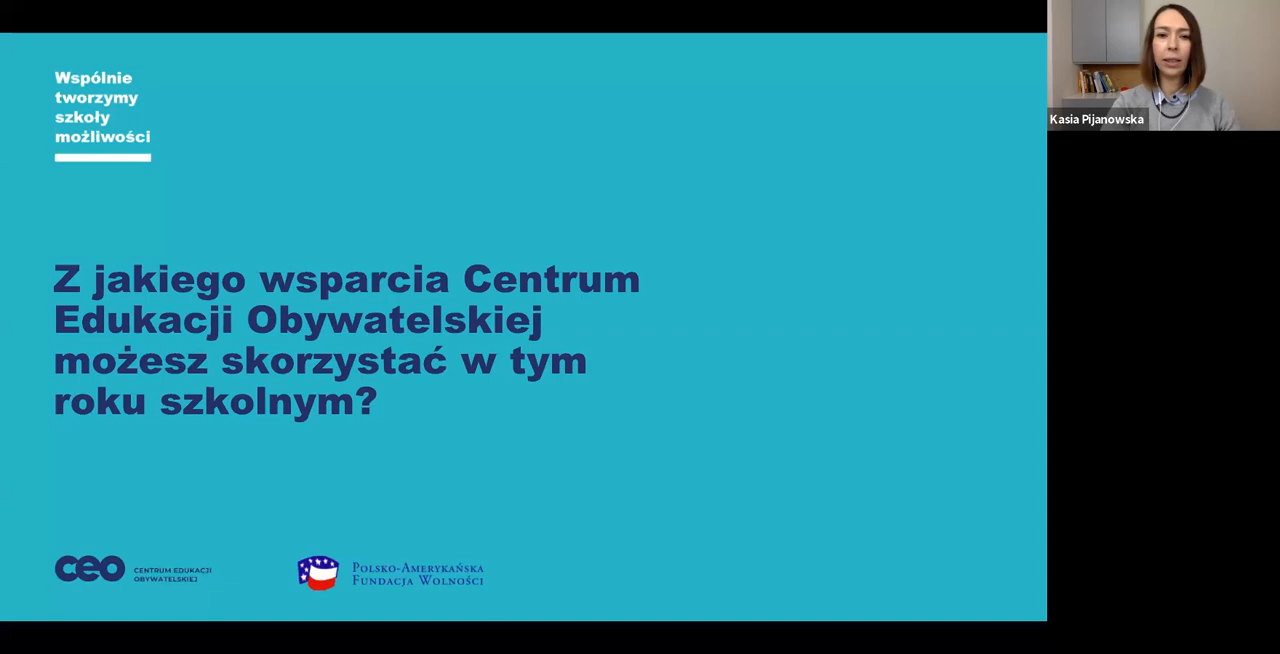 Wspólnie
tworzymy
szkoły
możliwości
Z jakiego wsparcia Centrum
Edukacji Obywatelskiej
możesz skorzystać w tym
roku szkolnym?
ceo CENTRUM EDUKACJI
OBYWATELSKIEJ
POLSKO-AMERYKAŃSKA
FUNDACJA WOLNOŚCI
Kasia Pijanowska